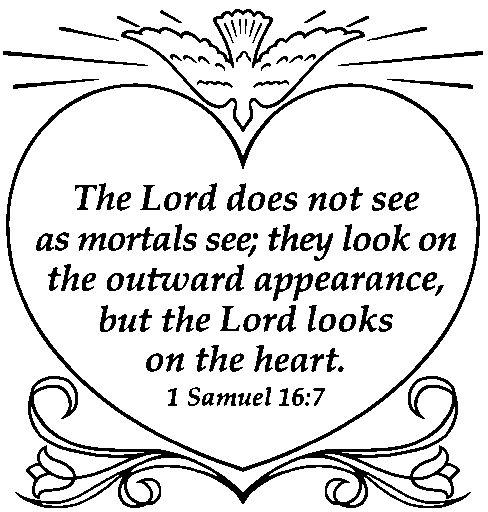 The Lord does not see
as mortals see; they look on
the outward appearance,
but the Lord looks
on the heart.
1 Samuel 16:7